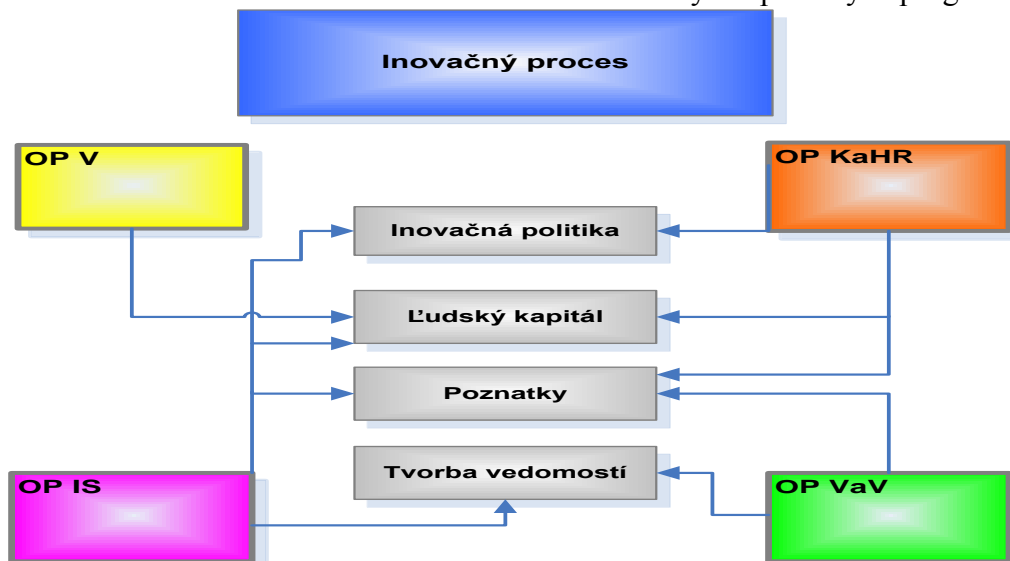 Inovačný proces
OP V
OP KaHR
Inovačná politika
Ľudský kapitál
Poznatky
Tvorba vedomostí
OP IS
OP VaV